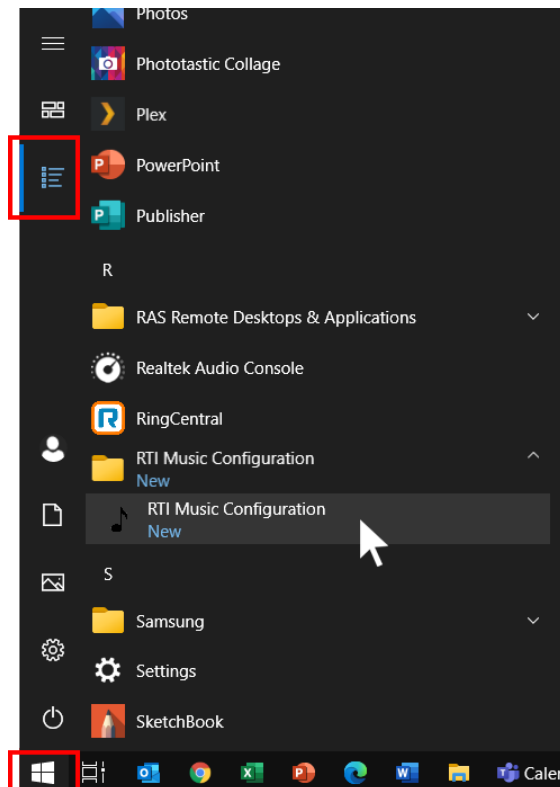 Photos
Phototastic Collage
Plex
PowerPoint
Publisher
R
RAS Remote Desktops & Applications
Realtek Audio Console
RingCentral
RTI Music Configuration
New
RTI Music Configuration
New
S
Samsung
Settings
SketchBook
Caler